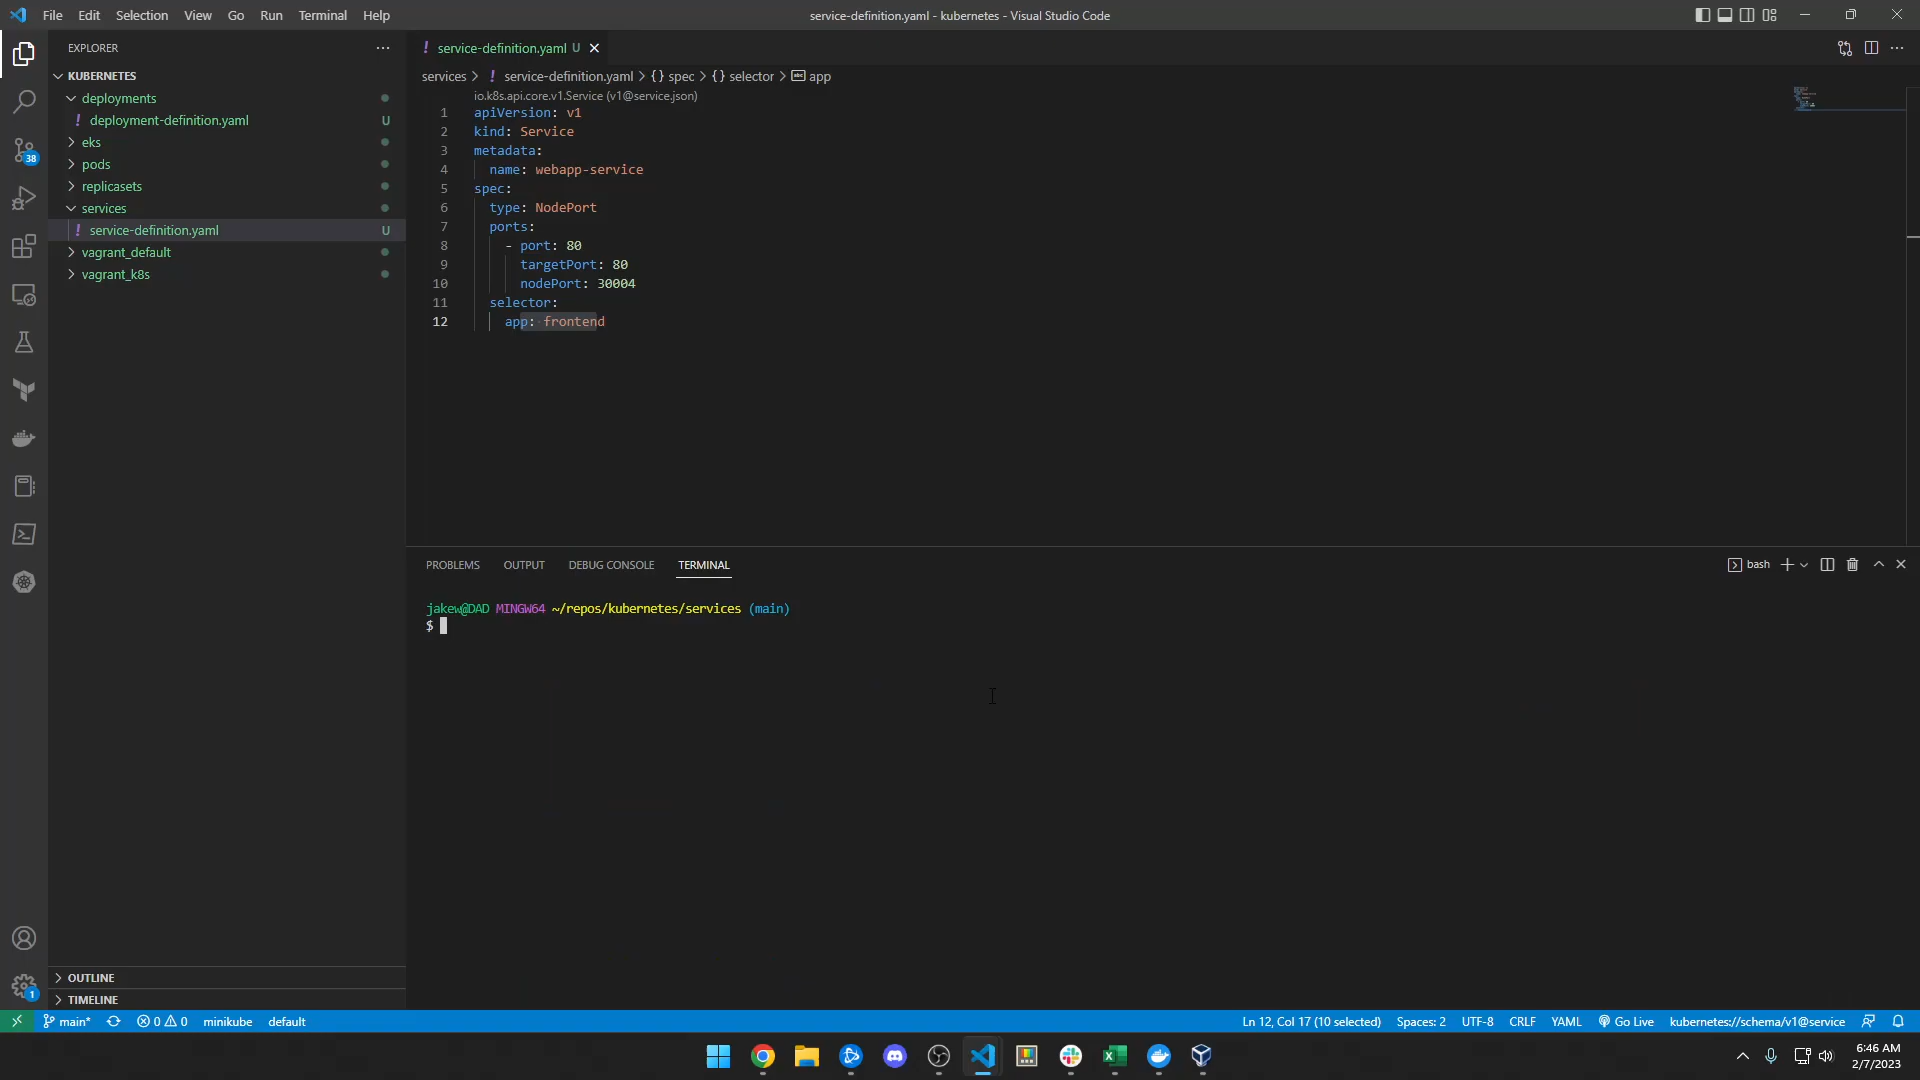 File Edit Selection View Go Run Terminal Help
service-definition.yaml - kubernetes - Visual Studio Code
EXPLORER
KUBERNETES
deployments
! deployment-definition.yaml U
eks
pods
replicasets
services
! service-definition.yaml U
vagrant_default
vagrant_k8s
OUTLINE
TIMELINE
38
1
! service-definition.yaml U
services > ! service-definition.yaml > {} spec > {} selector > abc app
io.k8s.api.core.v1.Service (v1@service.json)
1 apiVersion: v1
2 kind: Service
3 metadata:
4 name: webapp-service
5 spec:
6 type: NodePort
7 ports:
8 - port: 80
9 targetPort: 80
10 nodePort: 30004
11 selector:
12 app: frontend
PROBLEMS OUTPUT DEBUG CONSOLE TERMINAL
bash
jakew@DAD MINGW64 ~/repos/kubernetes/services (main)
$
main* 0 0 minikube default
Ln 12, Col 17 (10 selected) Spaces: 2 UTF-8 CRLF YAML Go Live kubernetes://schema/v1@service
6:46 AM
2/7/2023